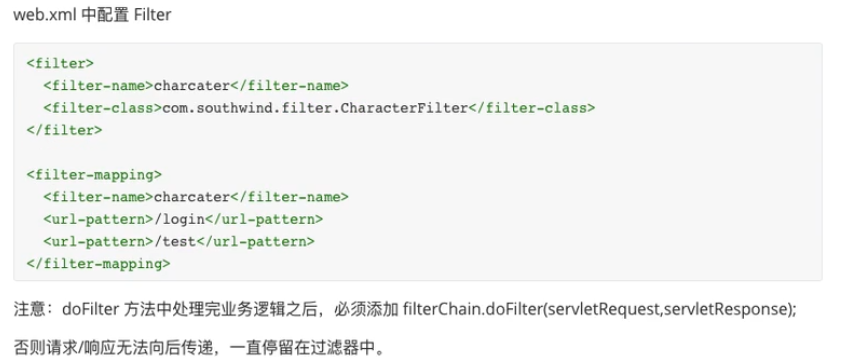 web.xml 中配置 Filter
<filter>
<filter-name>charcater</filter-name>
<filter-class>com.southwind.filter.CharacterFilter</filter-class>
</filter>
<filter-mapping>
<filter-name>charcater</filter-name>
<url-pattern>/login</url-pattern>
<url-pattern>/test</url-pattern>
</filter-mapping>
注意：doFilter 方法中处理完业务逻辑之后，必须添加 filterChain.doFilter(servletRequest,servletResponse);
否则请求/响应无法向后传递，一直停留在过滤器中。